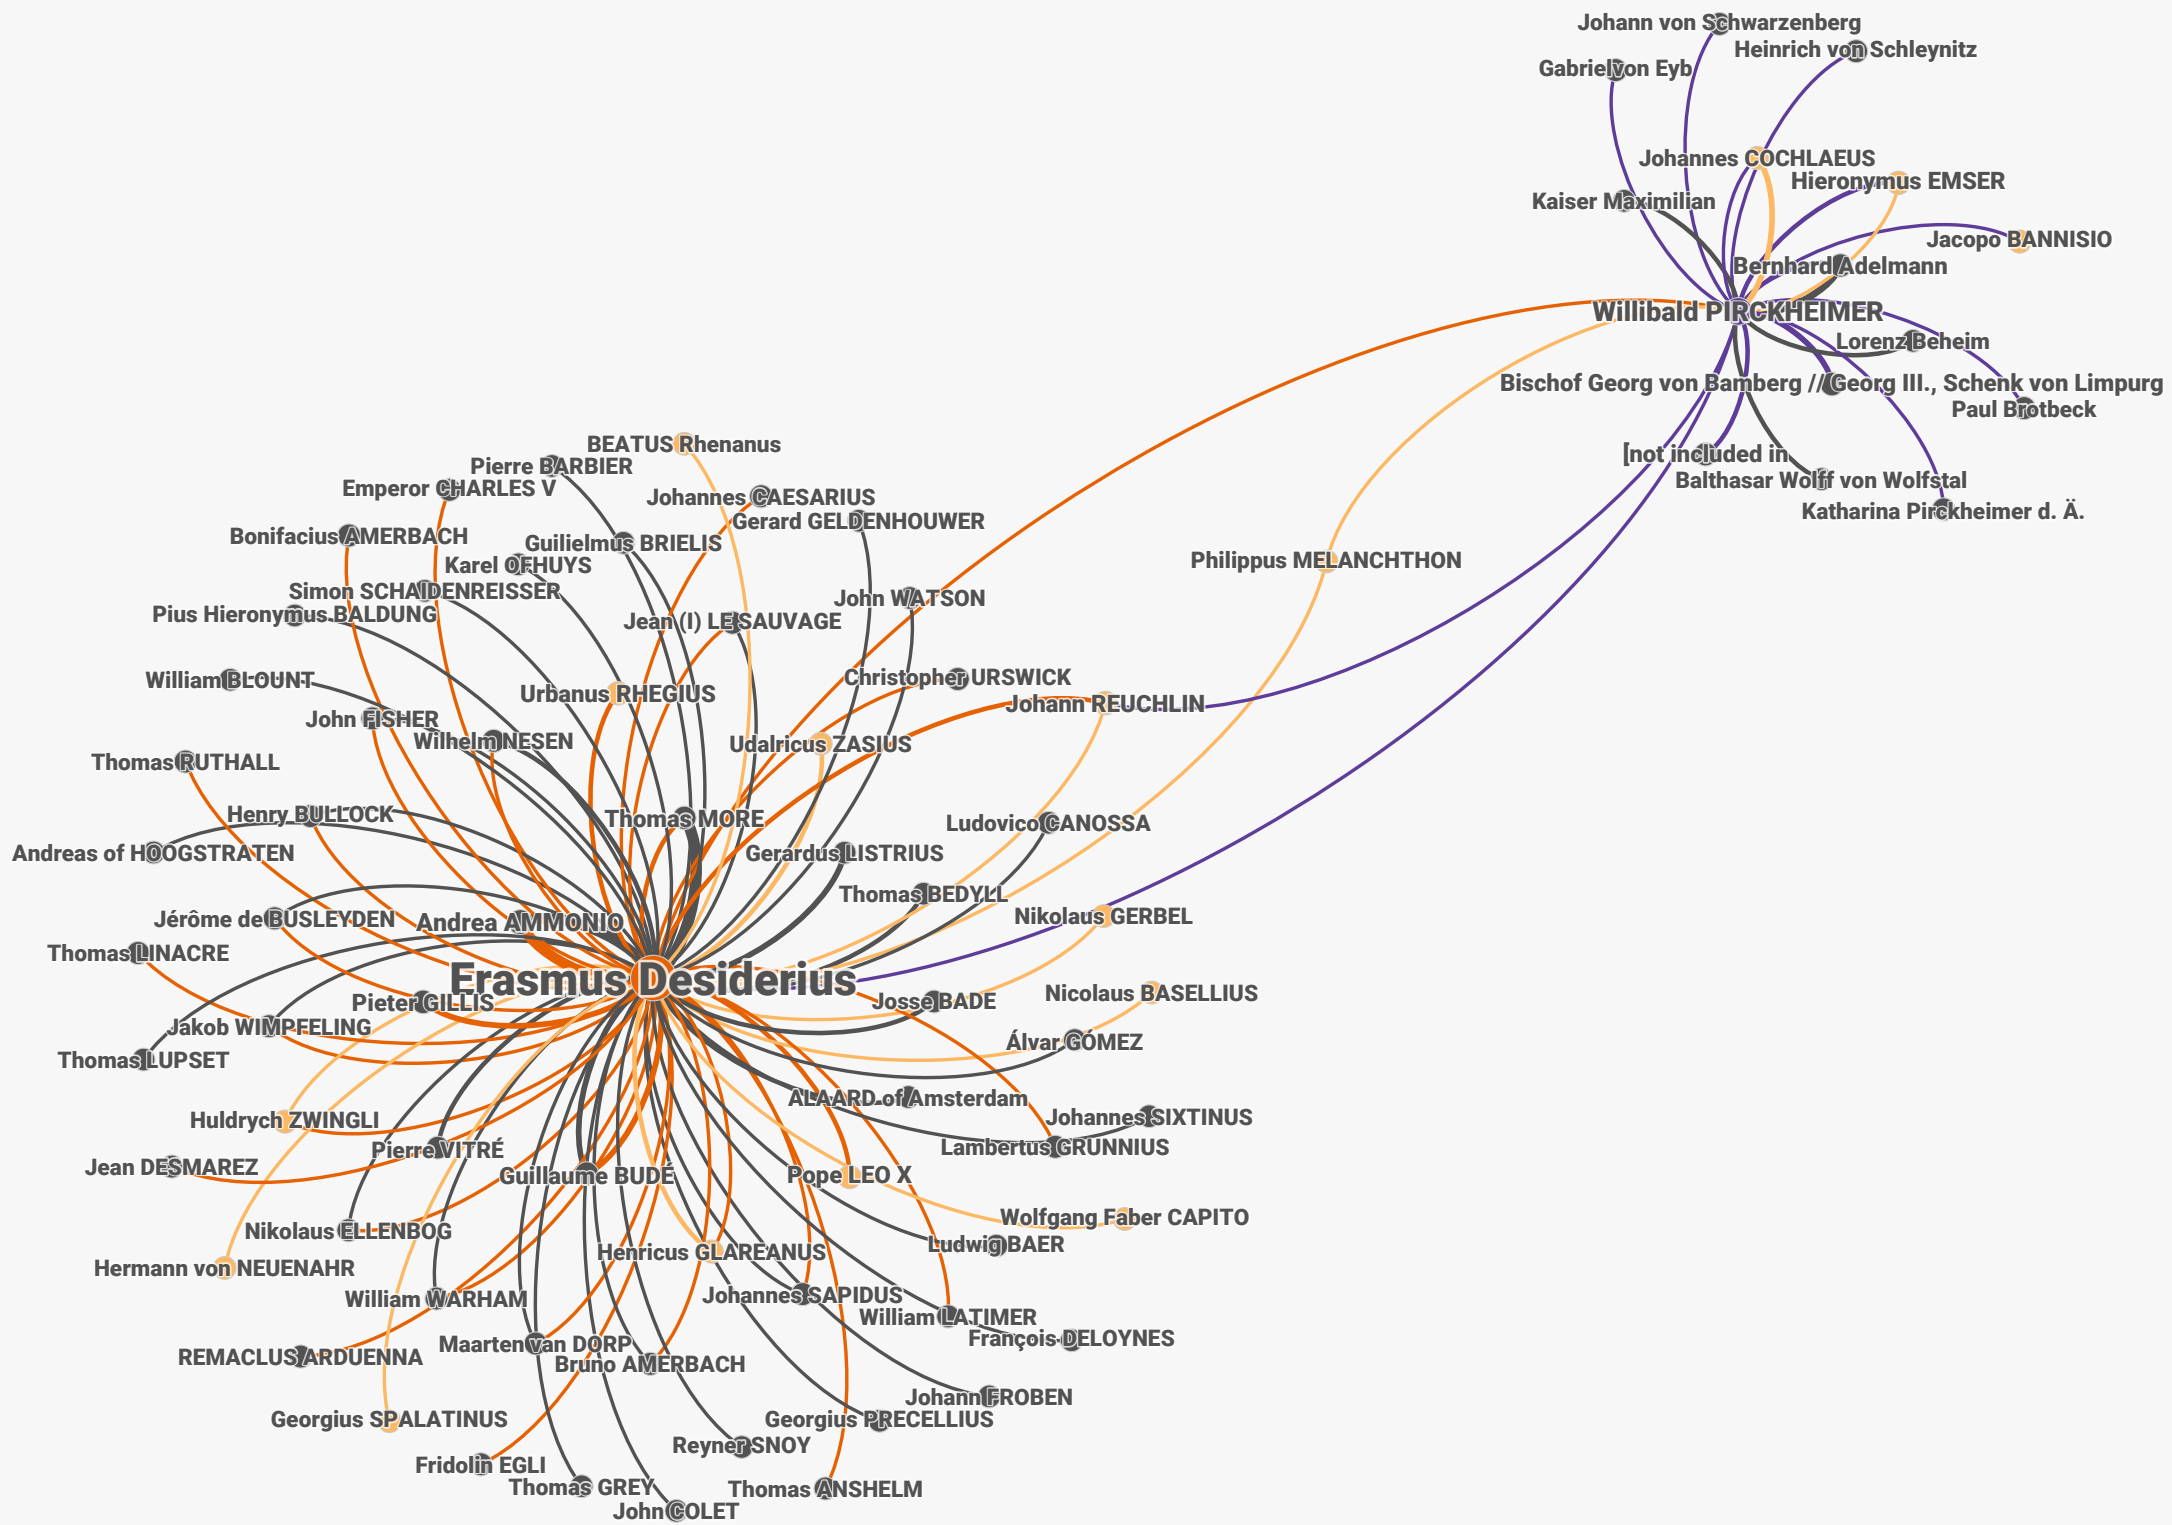 Johann von Schwarzenberg
Heinrich von Schleynitz
Gabriel von Eyb
Johannes COCHLAEUS
Hieronymus EMSER
Kaiser Maximilian
Jacopo BANNISIO
Bernhard Adelmann
Willibald PIRCKHEIMER
Lorenz Beheim
Bischof Georg von Bamberg // Georg III., Schenk von Limpurg
Paul Brotbeck
[not included in
Balthasar Wolff von Wolfstal
Katharina Pirckheimer d. Ä.
BEATUS Rhenanus
Pierre BARBIER
Emperor CHARLES V
Johannes CAESARIUS
Gerard GELDENHOUWER
Bonifacius AMERBACH
Guilielmus BRIELIS
Karel OFHUYS
Philippus MELANCHTHON
Simon SCHAIDENREISSER
John WATSON
Pius Hieronymus BALDUNG
Jean (I) LE SAUVAGE
William BLOUNT
Christopher URSWICK
Urbanus RHEGIUS
Johann REUCHLIN
John FISHER
Wilhelm NESEN
Udalricus ZASIUS
Thomas RUTHALL
Henry BULLOCK
Thomas MORE
Ludovico CANOSSA
Andreas of HOOGSTRATEN
Gerardus LISTRIUS
Thomas BEDYLL
Jérôme de BUSLEYDEN
Andrea AMMONIO
Nikolaus GERBEL
Thomas LINACRE
Erasmus Desiderius
Nicolaus BASELLIUS
Pieter GILLIS
Josse BADE
Jakob WIMPFELING
Álvar GÓMEZ
Thomas LUPSET
ALAARD of Amsterdam
Huldrych ZWINGLI
Johannes SIXTINUS
Pierre VITRÉ
Lambertus GRUNNIUS
Jean DESMAREZ
Guillaume BUDÉ
Pope LEO X
Wolfgang Faber CAPITO
Nikolaus ELLENBOG
Ludwig BAER
Henricus GLAREANUS
Hermann von NEUENAHR
Johannes SAPIDUS
William WARHAM
William LATIMER
François DELOYNES
Maarten van DORP
REMACLUS ARDUENNA
Bruno AMERBACH
Johann FROBEN
Georgius SPALATINUS
Georgius PRECELLIUS
Reyner SNOY
Fridolin EGLI
Thomas GREY
Thomas ANSHELM
John COLET